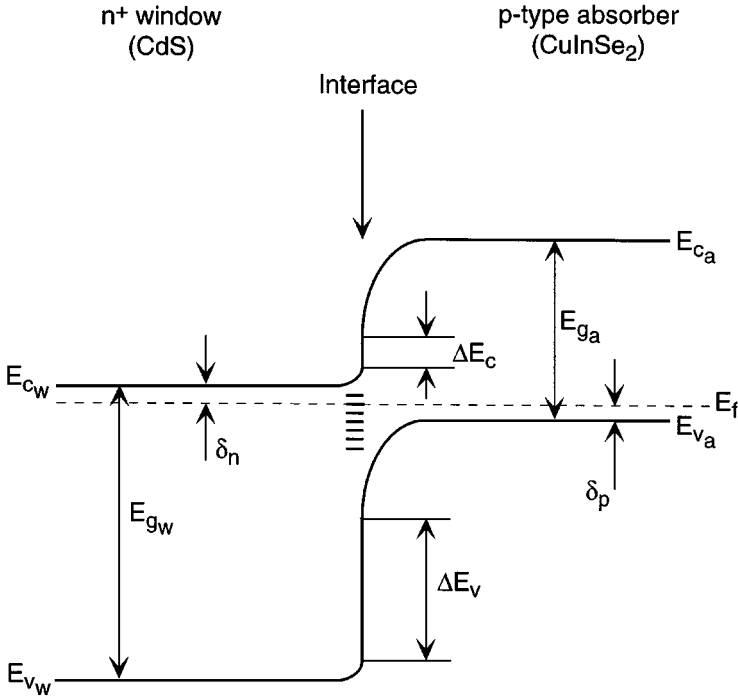 n⁺ window
(CdS)
p-type absorber
(CuInSe₂)
Interface
E_{c_a}
E_{g_a}
ΔE_c
E_{c_w}
E_f
E_{v_a}
δ_n
δ_p
E_{g_w}
ΔE_v
E_{v_w}